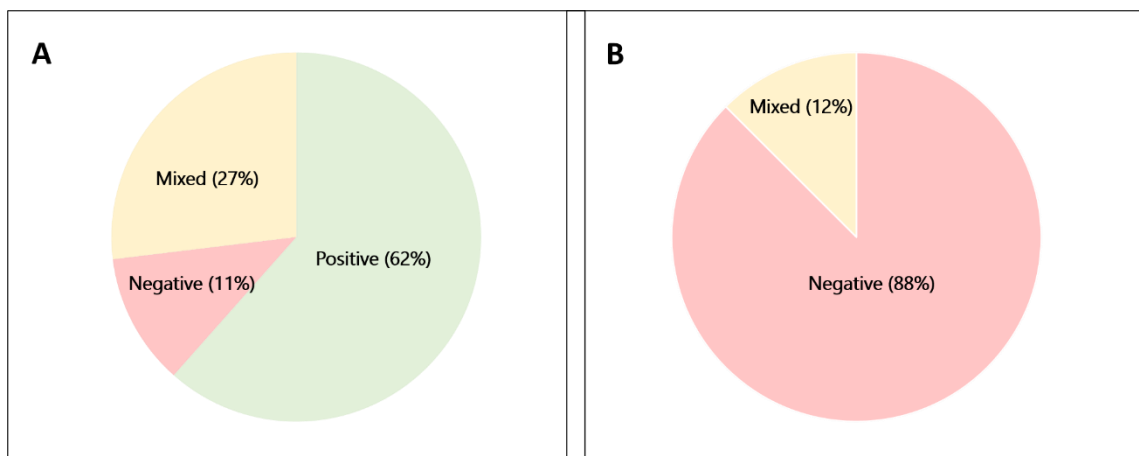 A
Mixed (27%)
Positive (62%)
Negative (11%)
B
Mixed (12%)
Negative (88%)